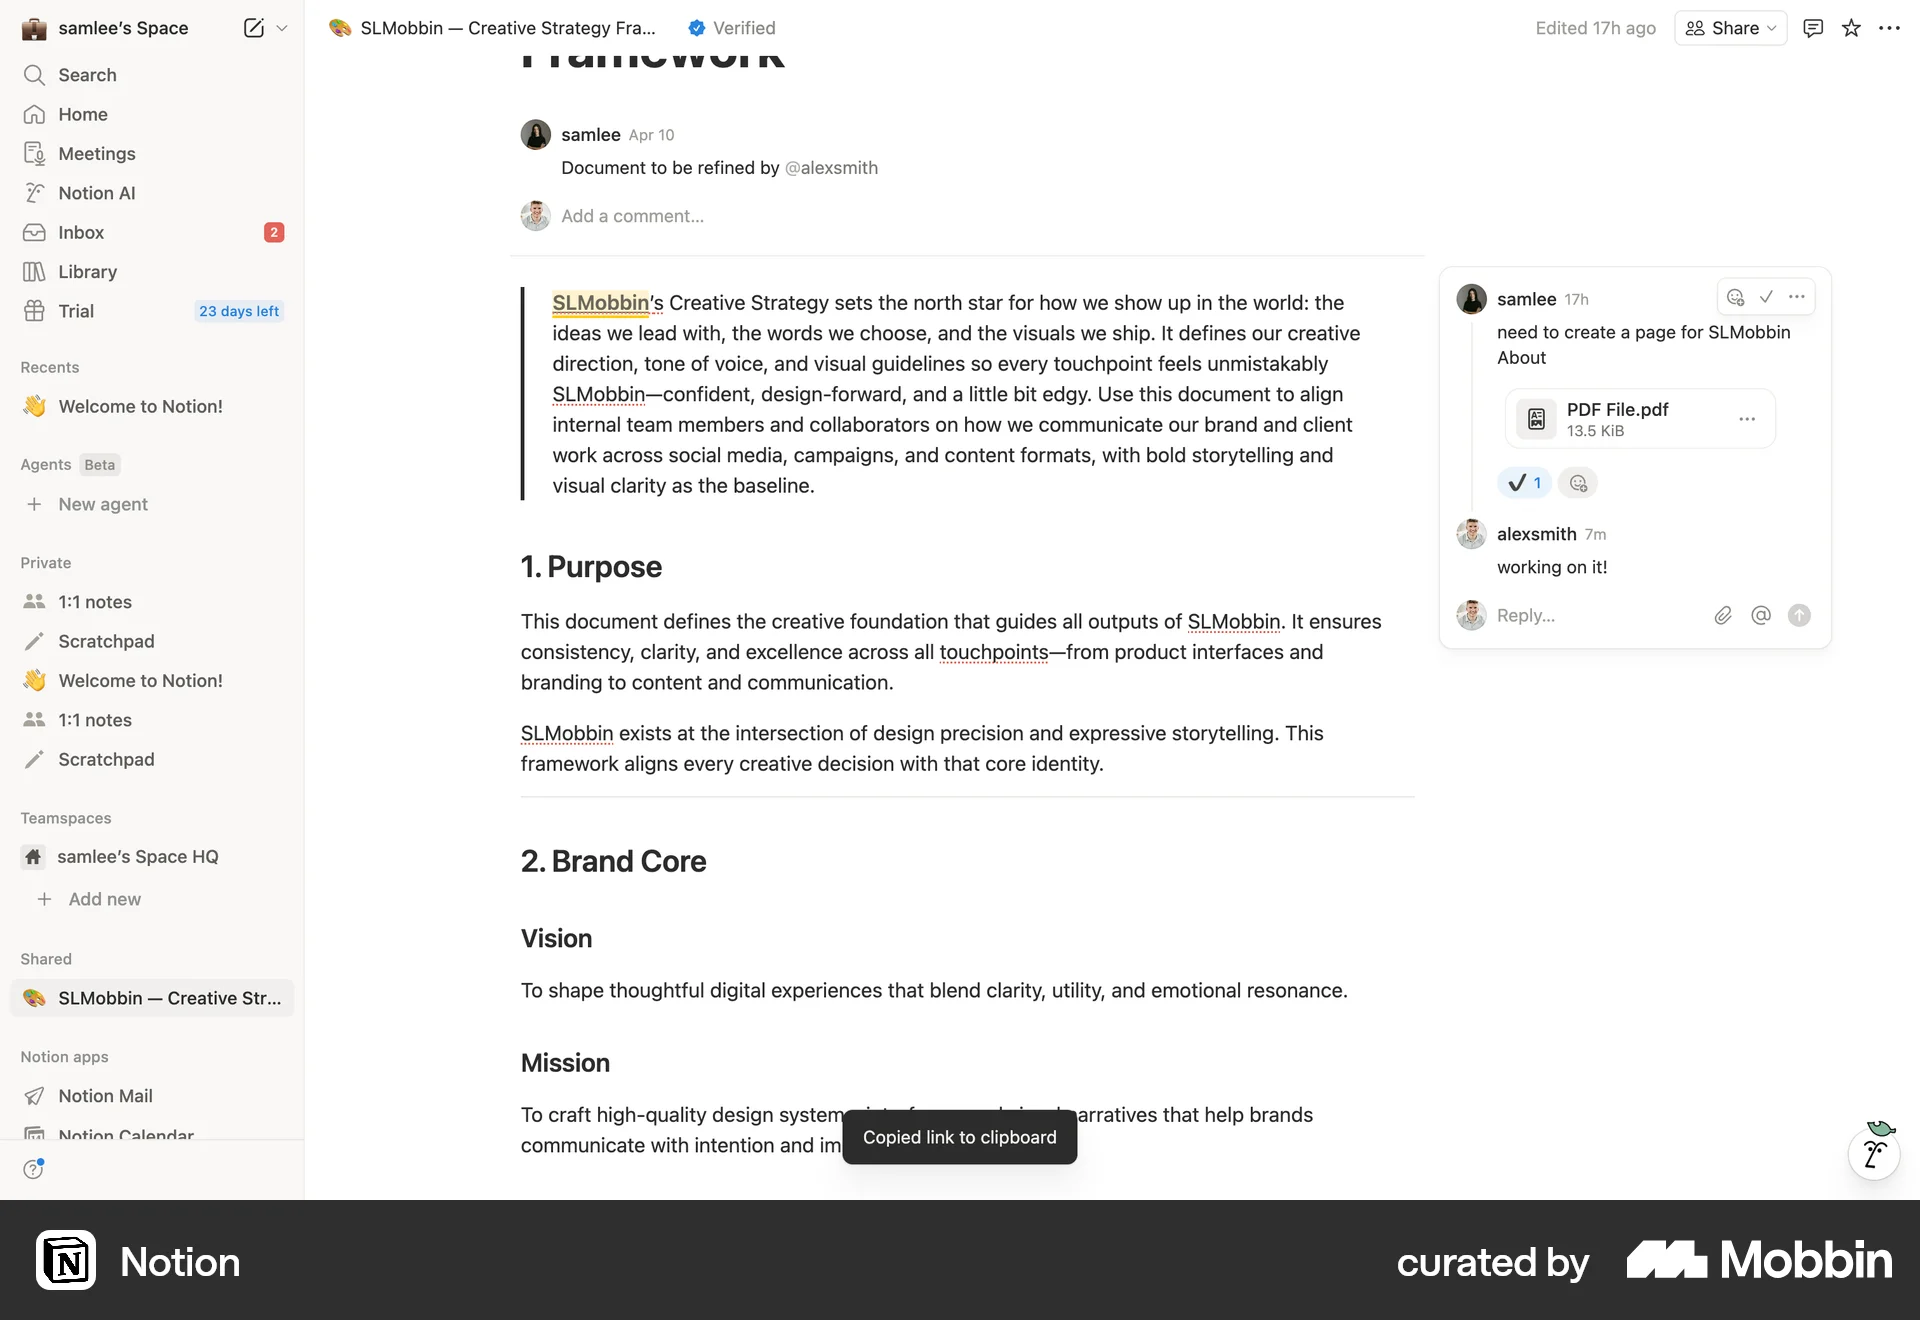 samlee's Space
Search
Home
Meetings
Notion AI
Inbox
2
Library
Trial
23 days left
Recents
Welcome to Notion!
Agents Beta
New agent
Private
1:1 notes
Scratchpad
Welcome to Notion!
1:1 notes
Scratchpad
Teamspaces
samlee's Space HQ
Add new
Shared
SLMobbin — Creative Str...
Notion apps
Notion Mail
Notion Calendar
SLMobbin — Creative Strategy Fra...
Verified
Edited 17h ago
Share
Framework
samlee Apr 10
Document to be refined by @alexsmith
Add a comment...
SLMobbin's Creative Strategy sets the north star for how we show up in the world: the
ideas we lead with, the words we choose, and the visuals we ship. It defines our creative
direction, tone of voice, and visual guidelines so every touchpoint feels unmistakably
SLMobbin—confident, design-forward, and a little bit edgy. Use this document to align
internal team members and collaborators on how we communicate our brand and client
work across social media, campaigns, and content formats, with bold storytelling and
visual clarity as the baseline.
1. Purpose
This document defines the creative foundation that guides all outputs of SLMobbin. It ensures
consistency, clarity, and excellence across all touchpoints—from product interfaces and
branding to content and communication.
SLMobbin exists at the intersection of design precision and expressive storytelling. This
framework aligns every creative decision with that core identity.
2. Brand Core
Vision
To shape thoughtful digital experiences that blend clarity, utility, and emotional resonance.
Mission
To craft high-quality design system arratives that help brands
communicate with intention and im
Copied link to clipboard
samlee 17h
need to create a page for SLMobbin
About
PDF File.pdf
13.5 KiB
1
alexsmith 7m
working on it!
Reply...
Notion
curated by Mobbin